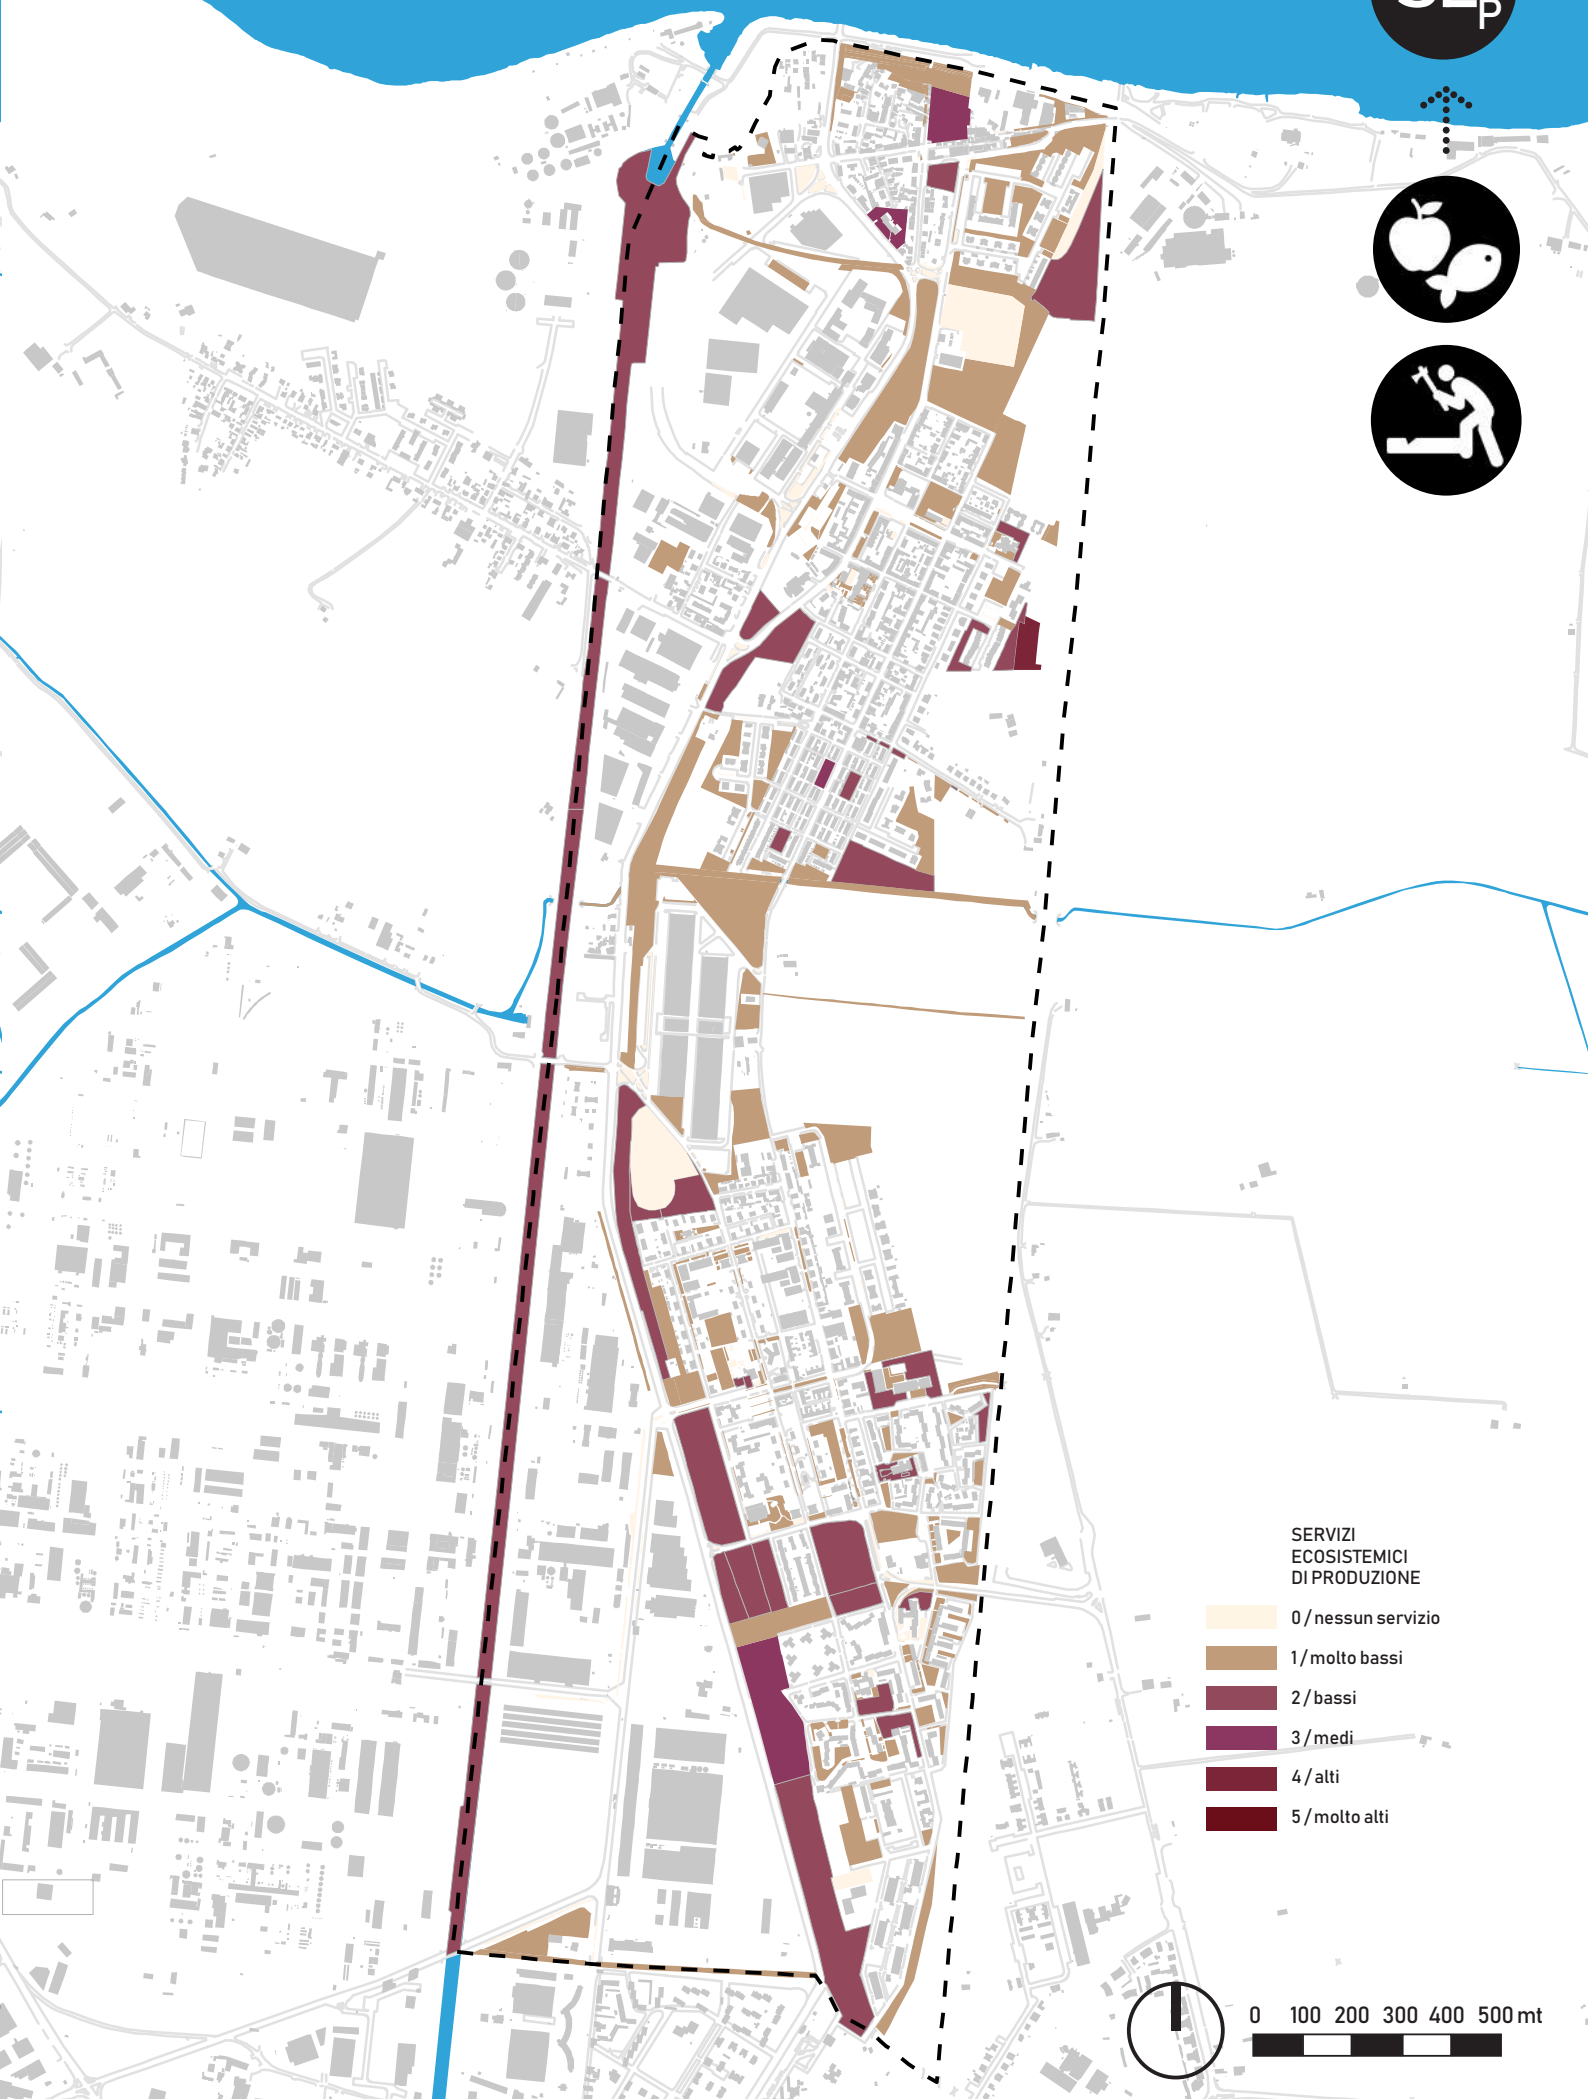 P
SERVIZI
ECOSISTEMICI
DI PRODUZIONE
0 / nessun servizio
1 / molto bassi
2 / bassi
3 / medi
4 / alti
5 / molto alti
0 100 200 300 400 500 mt